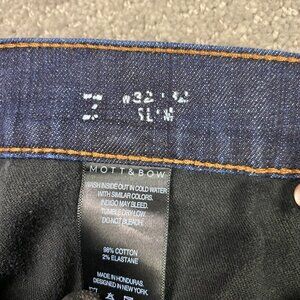 W32
SLIM
MOTT & BOW
WASH INSIDE OUT IN COLD WATER
WITH SIMILAR COLORS.
INDIGO MAY BLEED.
TUMBLE DRY LOW.
DO NOT BLEACH.
98% COTTON
2% ELASTANE
MADE IN HONDURAS.
DESIGNED IN NEW YORK.